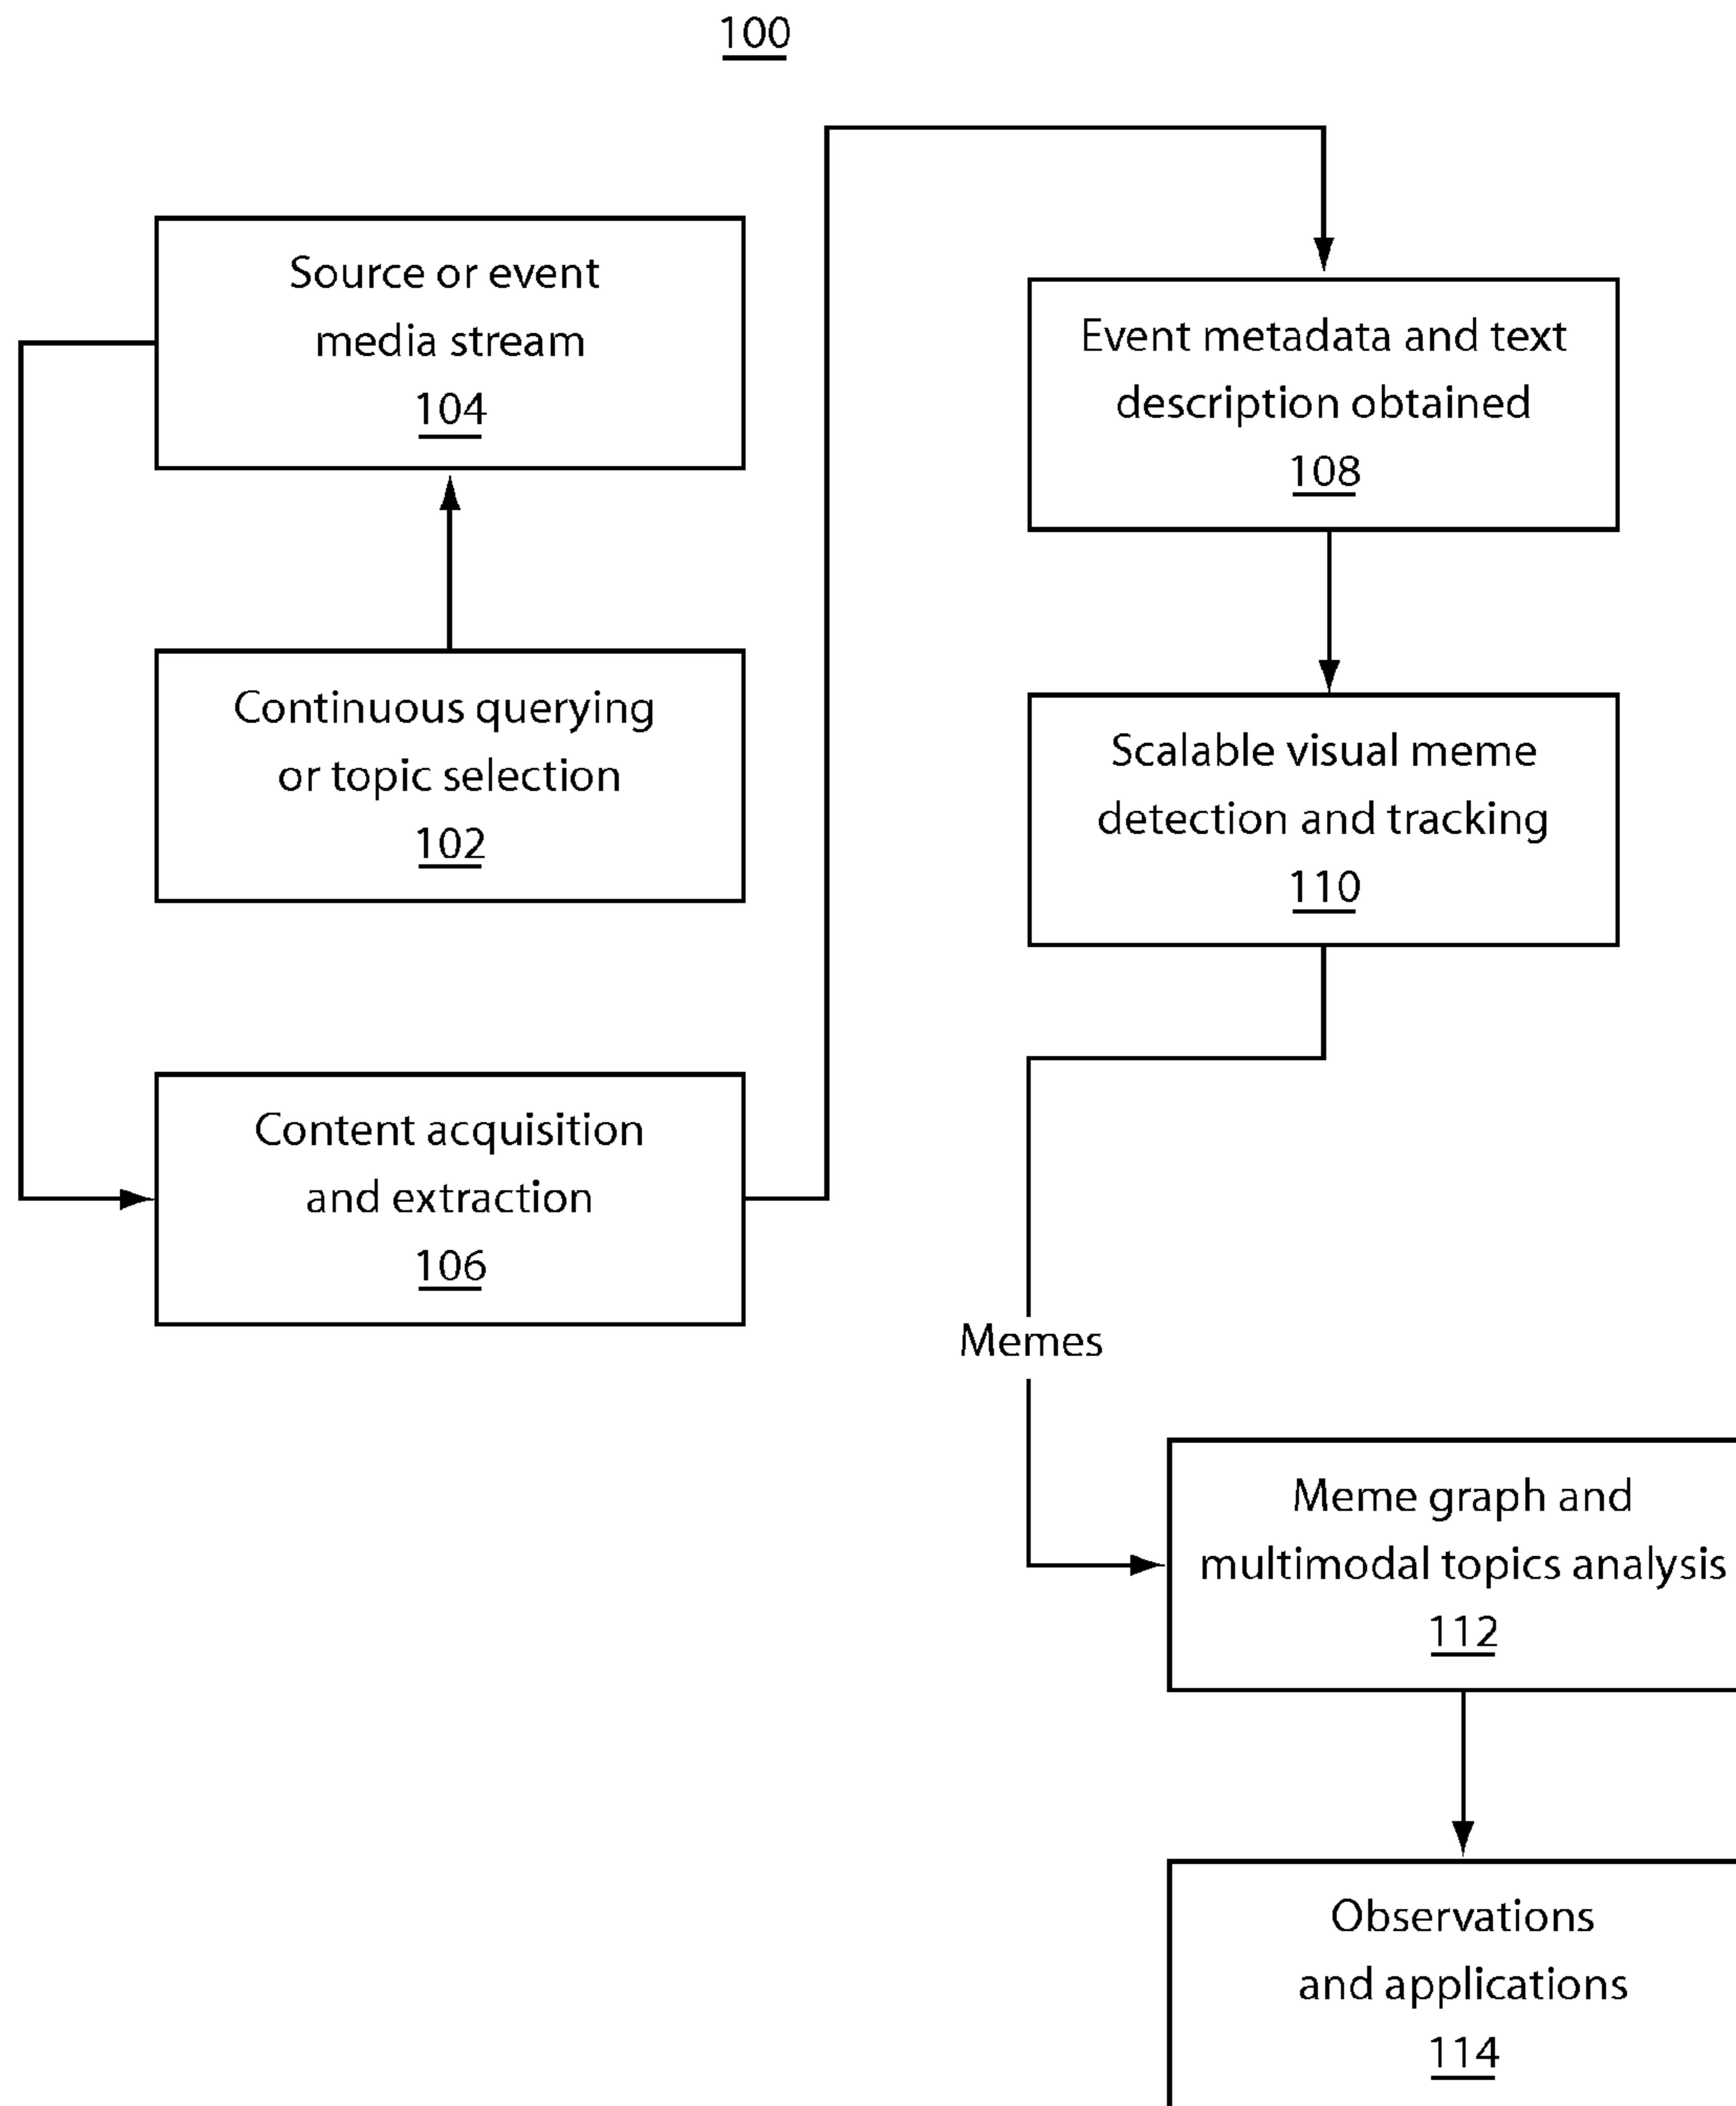 100
Source or event
media stream
104
Continuous querying
or topic selection
102
Content acquisition
and extraction
106
Event metadata and text
description obtained
108
Scalable visual meme
detection and tracking
110
Memes
Meme graph and
multimodal topics analysis
112
Observations
and applications
114